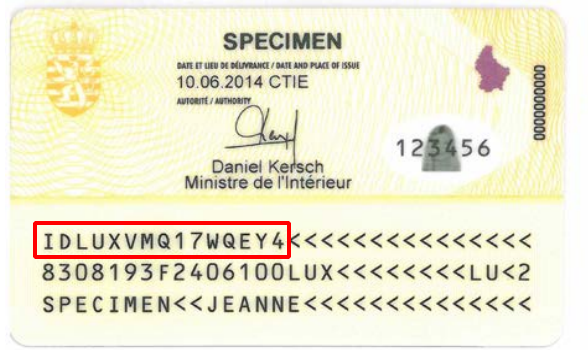 SPECIMEN
DATE ET LIEU DE DÉLIVRANCE / DATE AND PLACE OF ISSUE
10.06.2014 CTIE
AUTORITÉ / AUTHORITY
0000000000
123456
Daniel Kersch
Ministre de l'Intérieur
IDLUXVMQ17WQEY4<<<<<<<<<<<<<<<
8308193F2406100LUX<<<<<<<<LU<2
SPECIMEN<<JEANNE<<<<<<<<<<<<<<